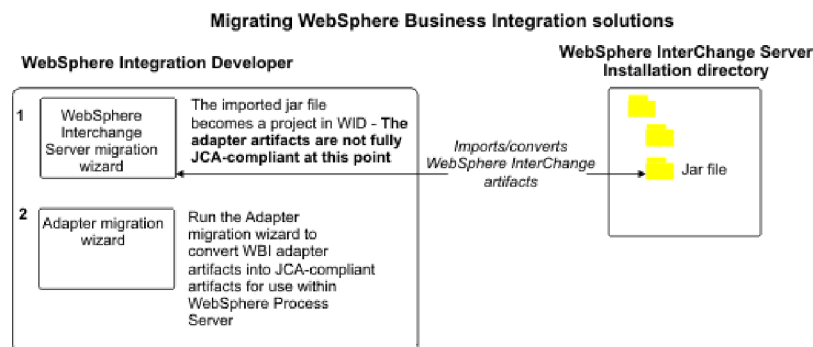 Migrating WebSphere Business Integration solutions
WebSphere Integration Developer
WebSphere InterChange Server
Installation directory
1
WebSphere
Interchange
Server migration
wizard
The imported jar file
becomes a project in WID - The
adapter artifacts are not fully
JCA-compliant at this point
Imports/converts
WebSphere InterChange
artifacts
Jar file
2
Adapter migration
wizard
Run the Adapter
migration wizard to
convert WBI adapter
artifacts into JCA-compliant
artifacts for use within
WebSphere Process
Server